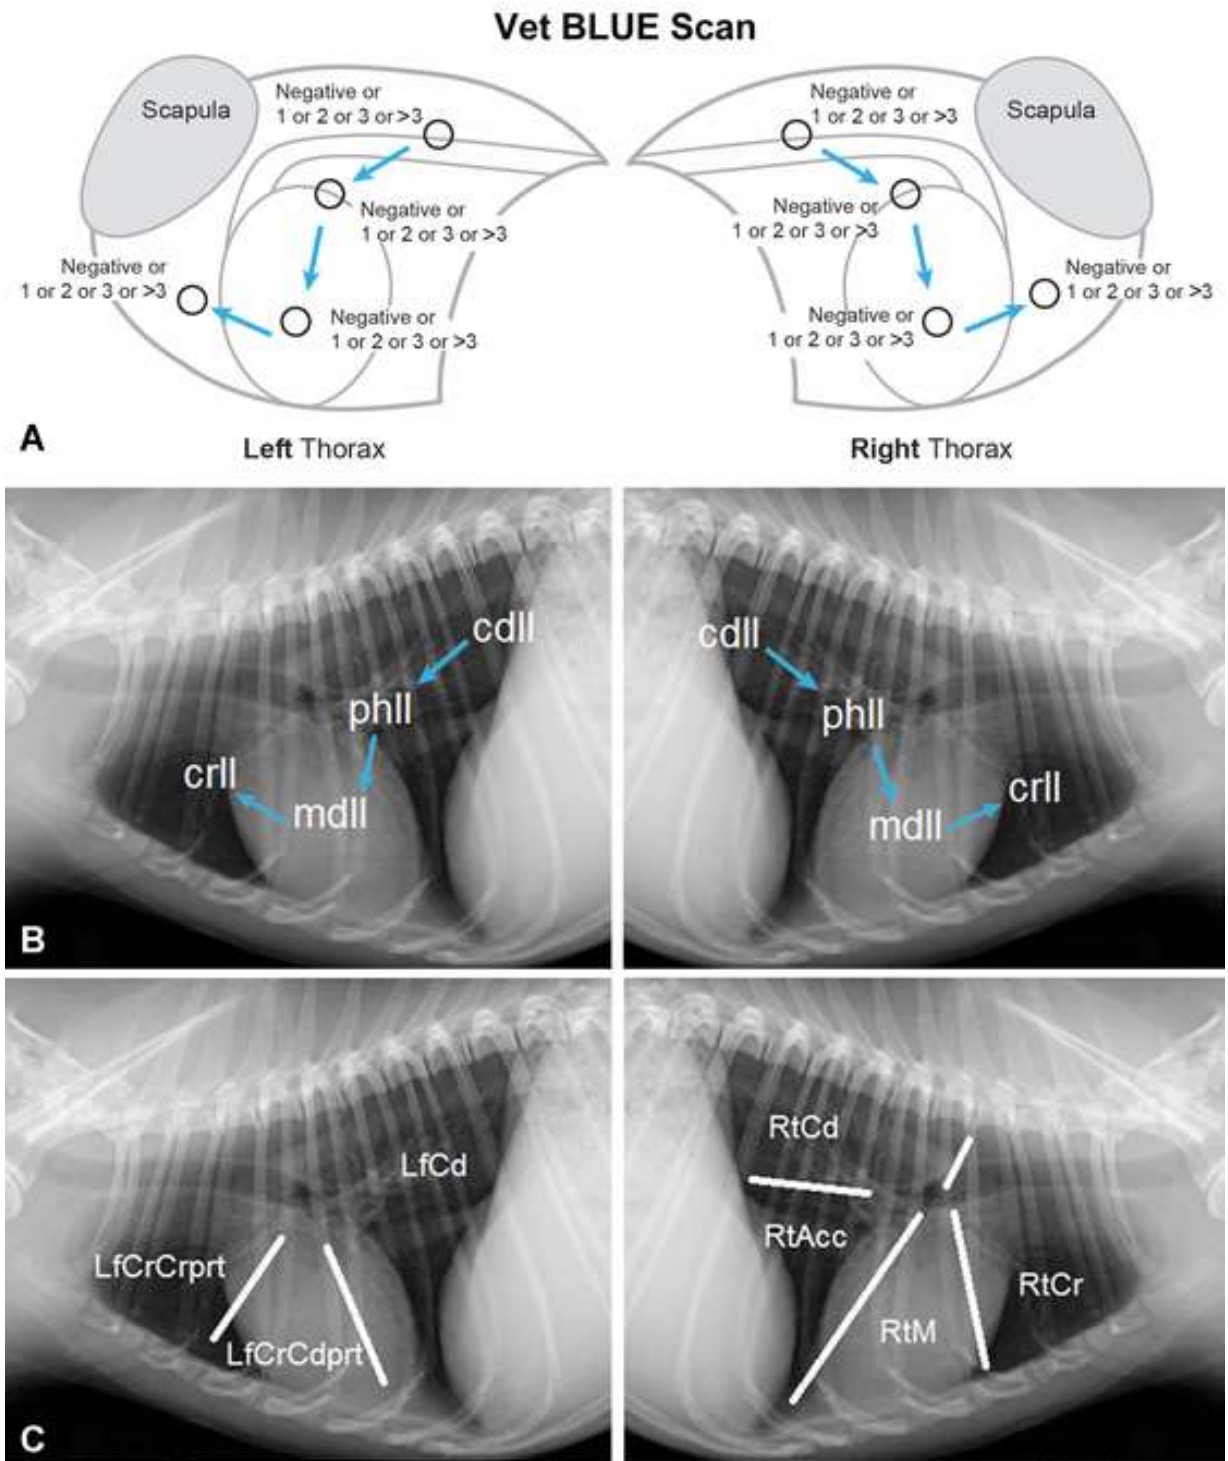 Vet BLUE Scan
Scapula
Negative or
1 or 2 or 3 or >3
Negative or
1 or 2 or 3 or >3
Negative or
1 or 2 or 3 or >3
Negative or
1 or 2 or 3 or >3
Negative or
1 or 2 or 3 or >3
Scapula
Negative or
1 or 2 or 3 or >3
Negative or
1 or 2 or 3 or >3
Negative or
1 or 2 or 3 or >3
A
Left Thorax
Right Thorax
cdll
phll
crll
mdll
cdll
phll
crll
mdll
B
LfCd
LfCrCrprt
LfCrCdprt
RtCd
RtAcc
RtCr
RtM
C